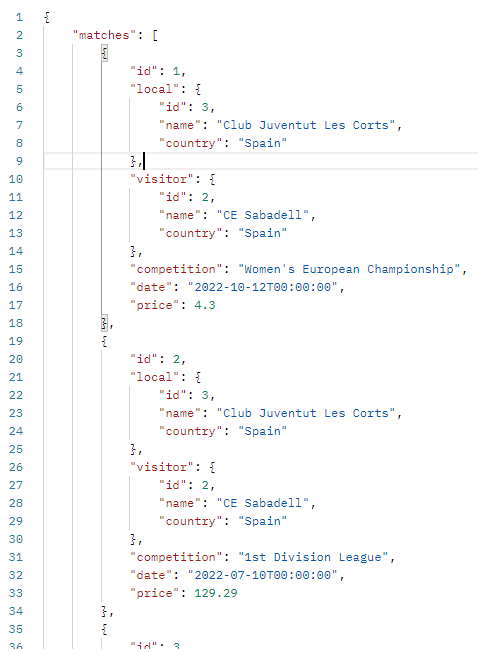 1 {
2 "matches": [
3 {
4 "id": 1,
5 "local": {
6 "id": 3,
7 "name": "Club Juventut Les Corts",
8 "country": "Spain"
9 },
10 "visitor": {
11 "id": 2,
12 "name": "CE Sabadell",
13 "country": "Spain"
14 },
15 "competition": "Women's European Championship",
16 "date": "2022-10-12T00:00:00",
17 "price": 4.3
18 },
19 {
20 "id": 2,
21 "local": {
22 "id": 3,
23 "name": "Club Juventut Les Corts",
24 "country": "Spain"
25 },
26 "visitor": {
27 "id": 2,
28 "name": "CE Sabadell",
29 "country": "Spain"
30 },
31 "competition": "1st Division League",
32 "date": "2022-07-10T00:00:00",
33 "price": 129.29
34 },
35 {
36 "id": 3